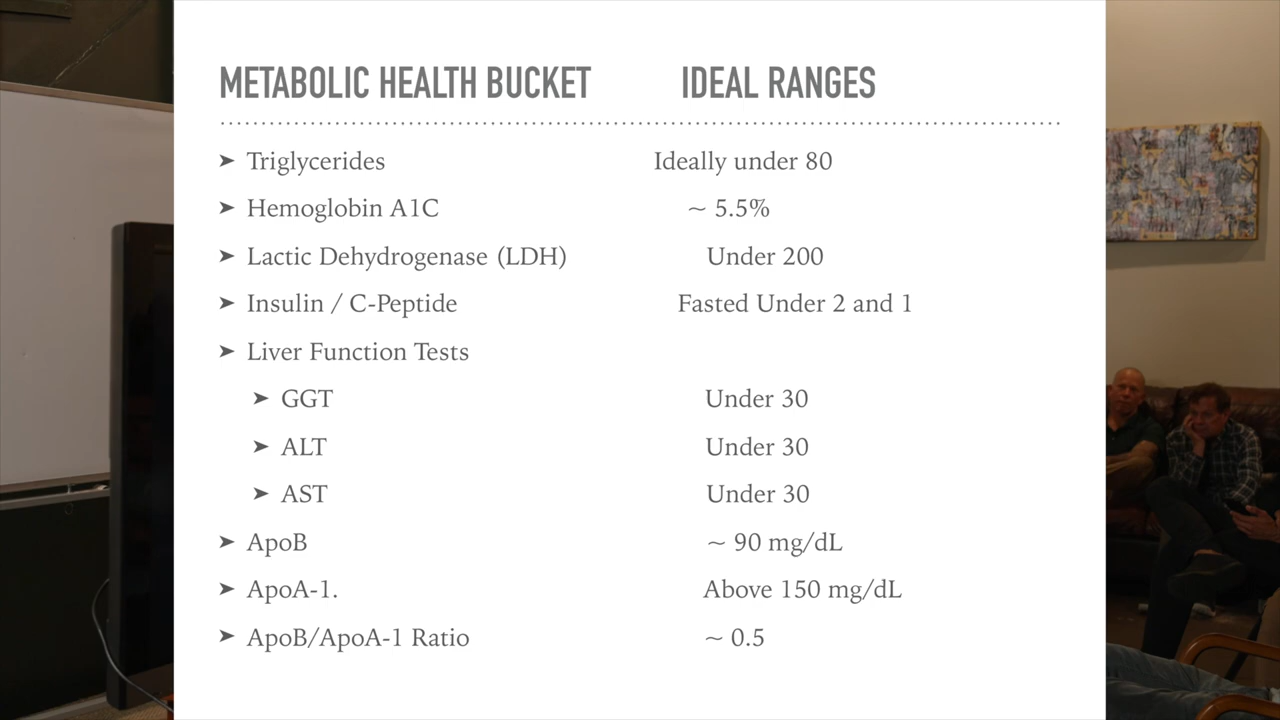 METABOLIC HEALTH BUCKET IDEAL RANGES
➤ Triglycerides Ideally under 80
➤ Hemoglobin A1C ~ 5.5%
➤ Lactic Dehydrogenase (LDH) Under 200
➤ Insulin / C-Peptide Fasted Under 2 and 1
➤ Liver Function Tests
➤ GGT Under 30
➤ ALT Under 30
➤ AST Under 30
➤ ApoB ~ 90 mg/dL
➤ ApoA-1. Above 150 mg/dL
➤ ApoB/ApoA-1 Ratio ~ 0.5